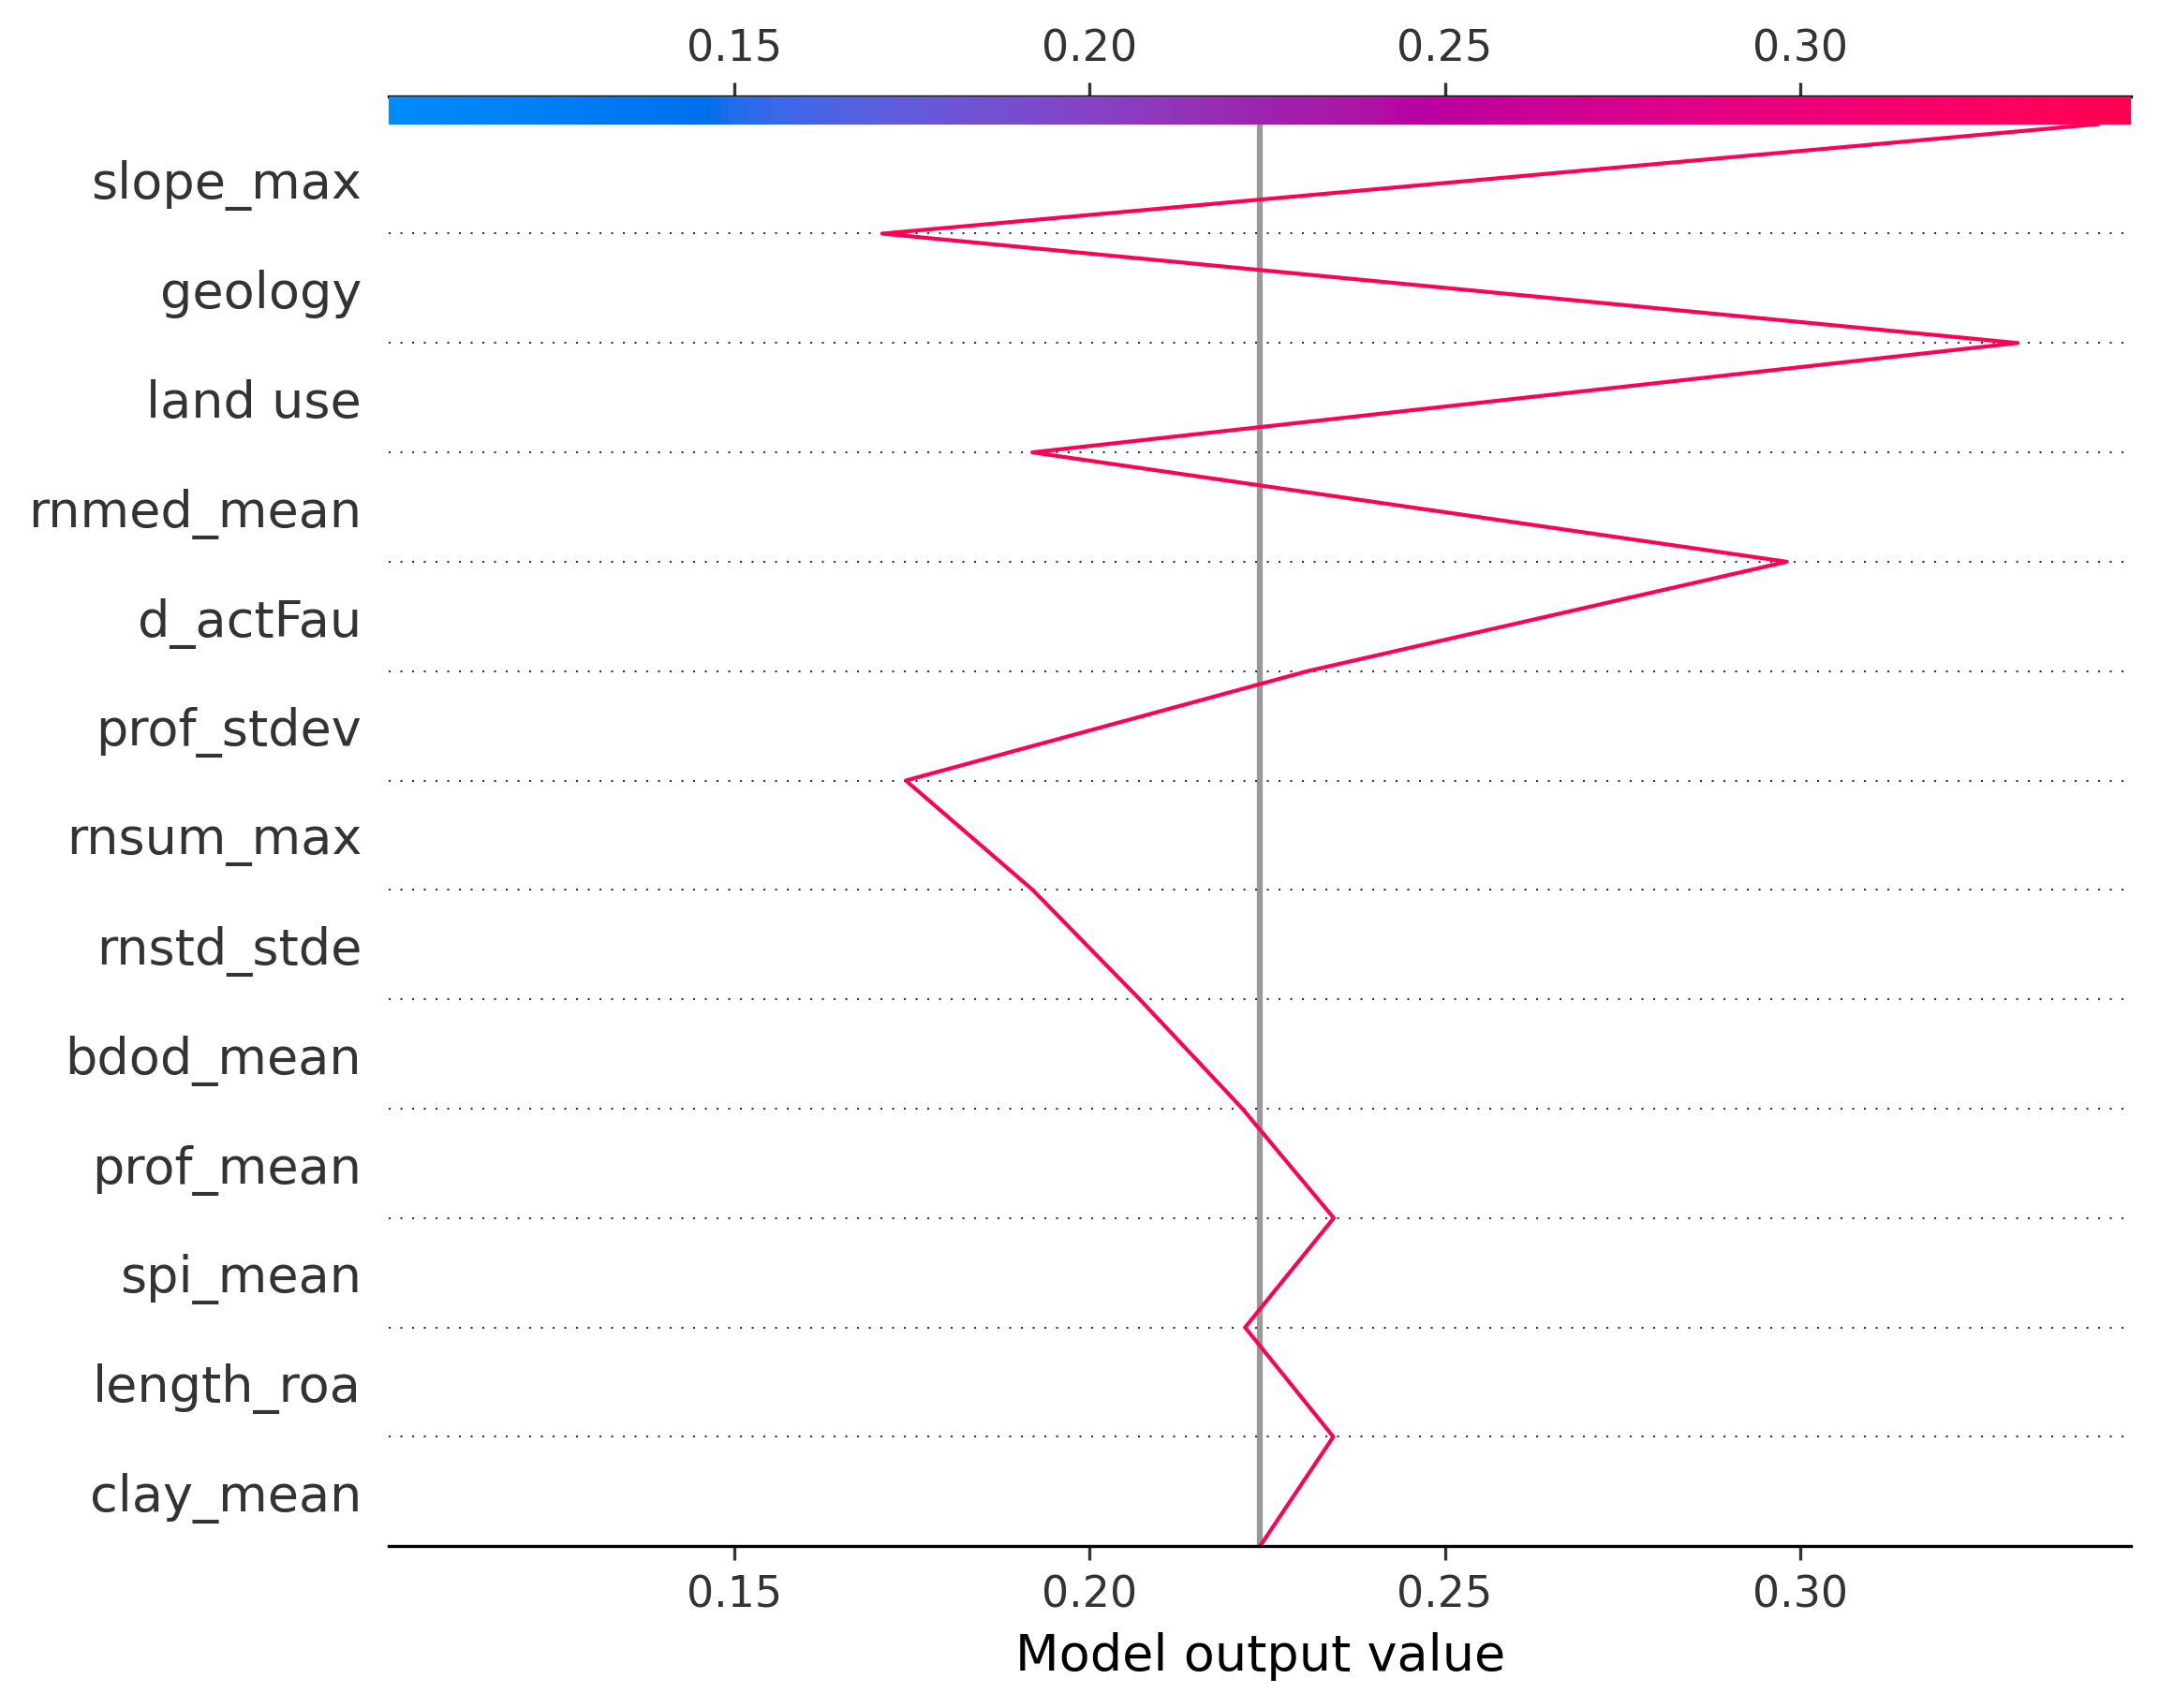 0.15 0.20 0.25 0.30
slope_max
geology
land use
rnmed_mean
d_actFau
prof_stdev
rnsum_max
rnstd_stde
bdod_mean
prof_mean
spi_mean
length_roa
clay_mean
0.15 0.20 0.25 0.30
Model output value